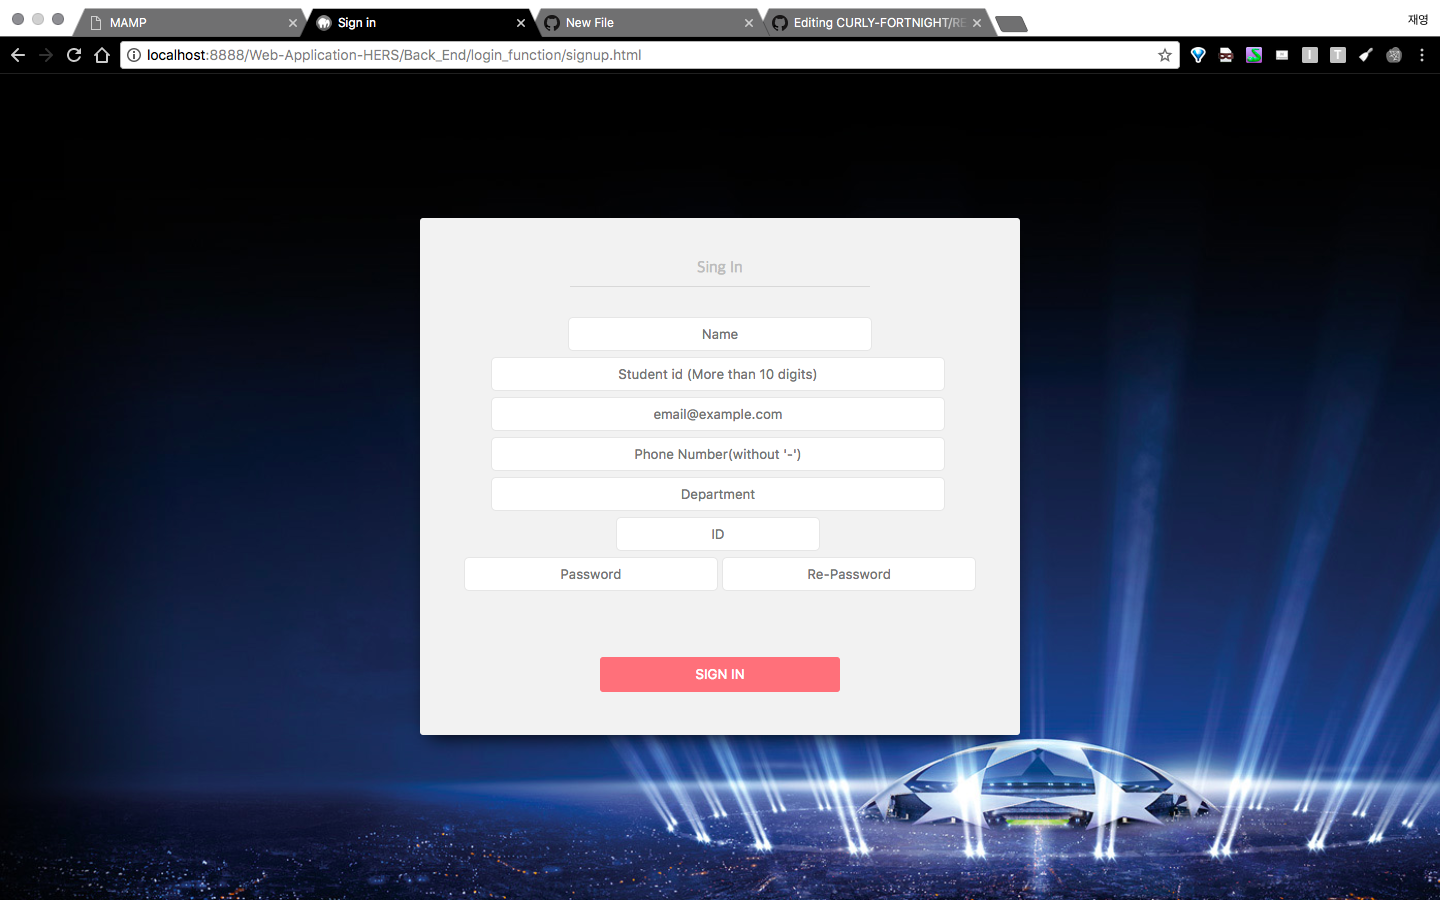 MAMP
Sign in
New File
Editing CURLY-FORTNIGHT/RE
재영
localhost:8888/Web-Application-HERS/Back_End/login_function/signup.html
I
T
Sing In
Name
Student id (More than 10 digits)
email@example.com
Phone Number(without '-')
Department
ID
Password Re-Password
SIGN IN